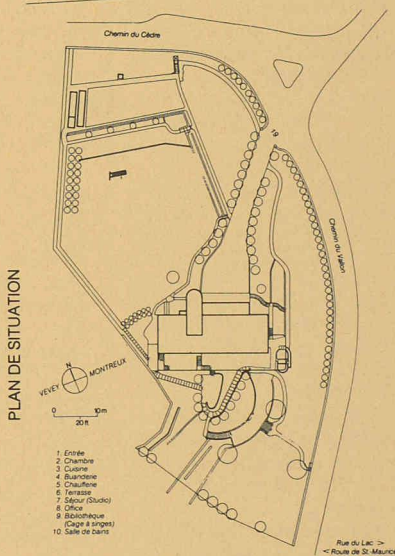 Chemin du Cèdre
19
Chemin du Vallon
PLAN DE SITUATION
N
VEVEY MONTREUX
0 10m
20ft
1. Entrée
2. Chambre
3. Cuisine
4. Buanderie
5. Chaufferie
6. Terrasse
7. Séjour (Studio)
8. Office
9. Bibliothèque
(Cage à singes)
10. Salle de bains
Rue du Lac >
< Route de St.-Maurice